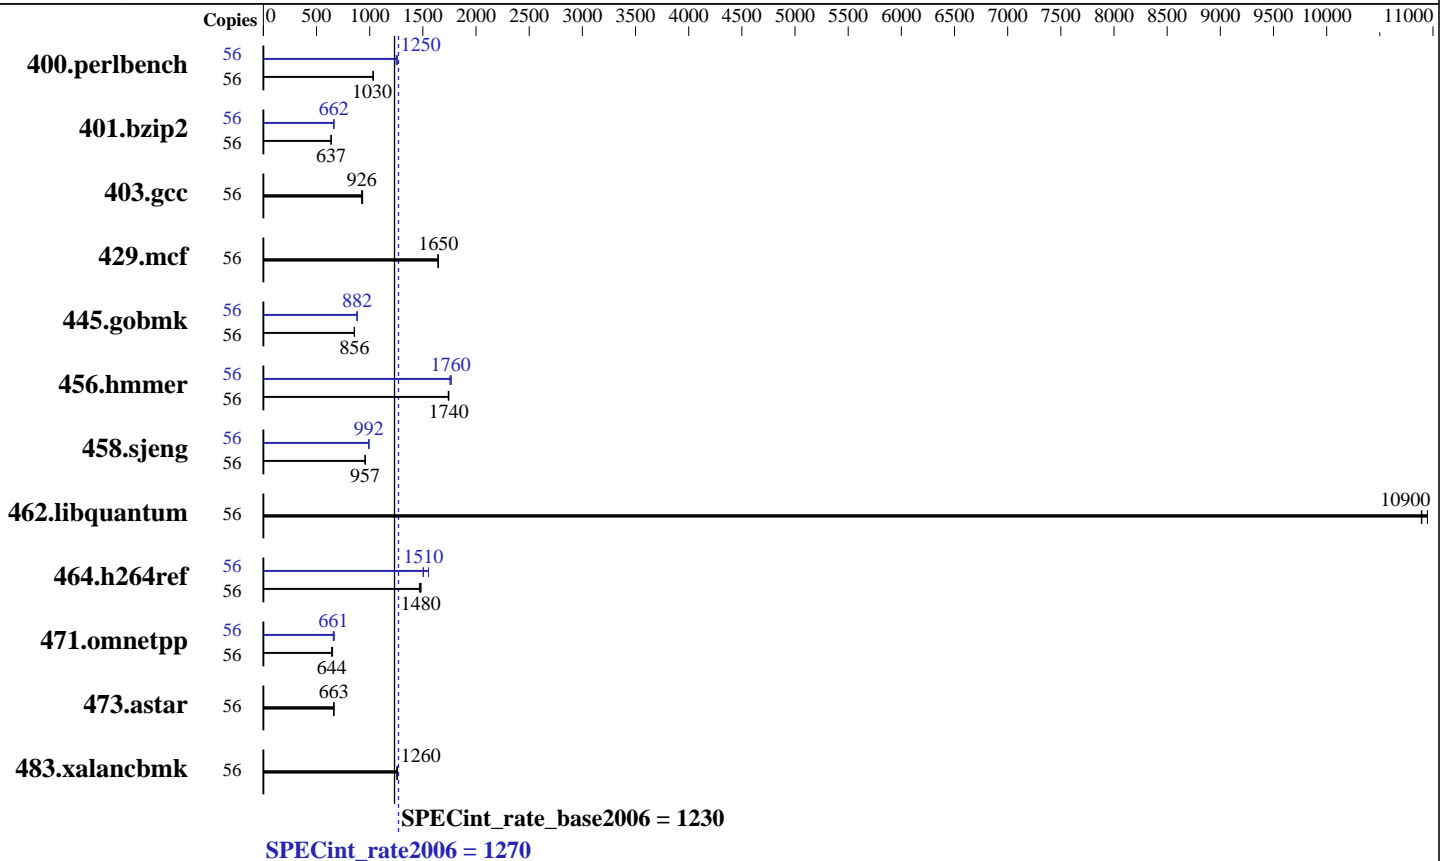 Copies 0 500 1000 1500 2000 2500 3000 3500 4000 4500 5000 5500 6000 6500 7000 7500 8000 8500 9000 9500 10000 11000
1250
400.perlbench 56
56
1030
662
401.bzip2 56
56
637
926
403.gcc 56
1650
429.mcf 56
882
445.gobmk 56
56
856
1760
456.hmmer 56
56
1740
992
458.sjeng 56
56
957
10900
462.libquantum 56
1510
464.h264ref 56
56
1480
661
471.omnetpp 56
56
644
663
473.astar 56
1260
483.xalancbmk 56
SPECint_rate_base2006 = 1230
SPECint_rate2006 = 1270